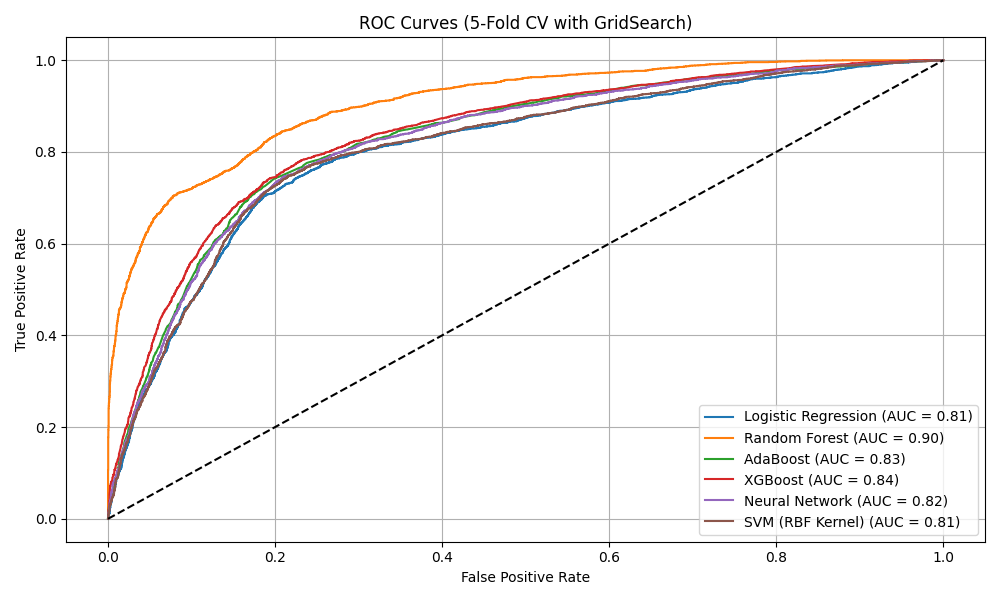 ROC Curves (5-Fold CV with GridSearch)
True Positive Rate
1.0
0.8
0.6
0.4
0.2
0.0
0.0 0.2 0.4 0.6 0.8 1.0
False Positive Rate
Logistic Regression (AUC = 0.81)
Random Forest (AUC = 0.90)
AdaBoost (AUC = 0.83)
XGBoost (AUC = 0.84)
Neural Network (AUC = 0.82)
SVM (RBF Kernel) (AUC = 0.81)